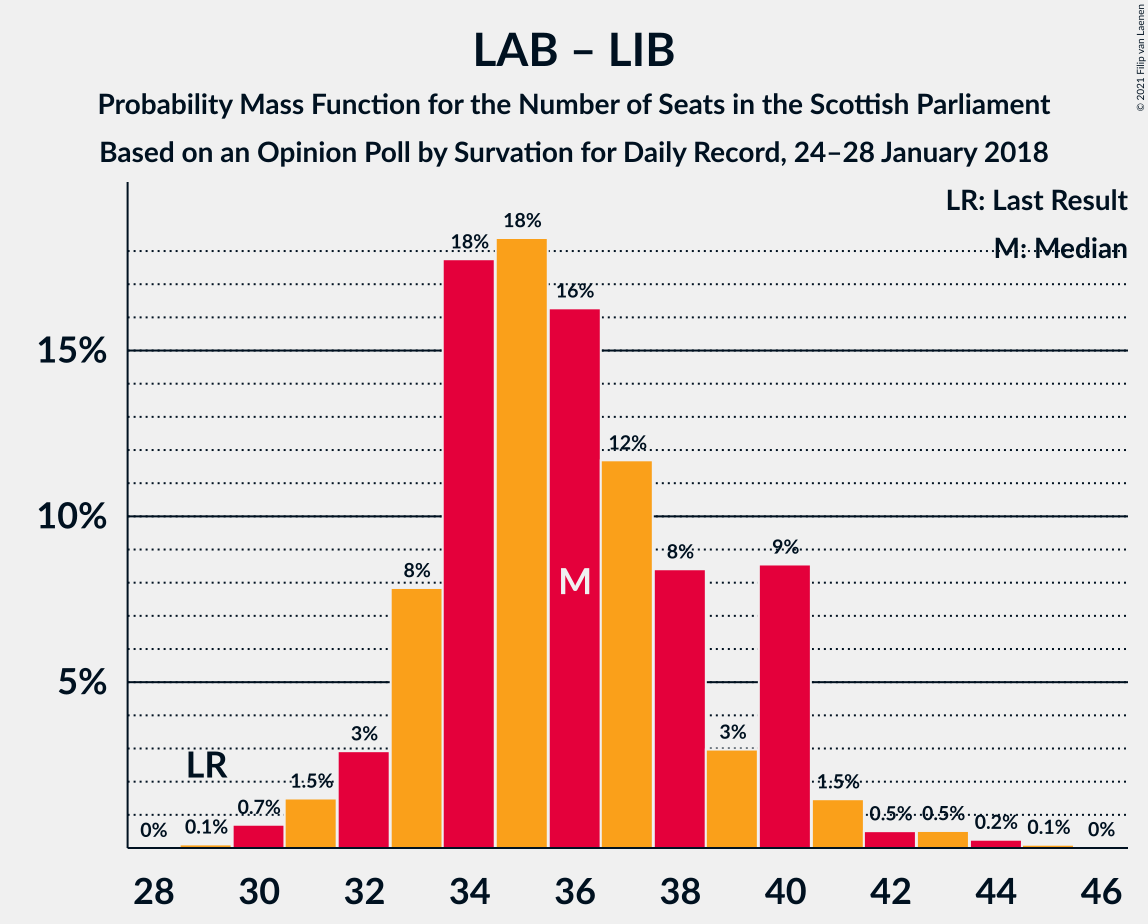 LAB – LIB
Probability Mass Function for the Number of Seats in the Scottish Parliament
Based on an Opinion Poll by Survation for Daily Record, 24–28 January 2018
© 2021 Filip van Laenen
LR: Last Result
M: Median
15%
10%
5%
0%
0.1%
LR
0.7%
1.5%
3%
8%
18%
18%
16%
M
12%
8%
3%
9%
1.5%
0.5%
0.5%
0.2%
0.1%
0%
28 30 32 34 36 38 40 42 44 46